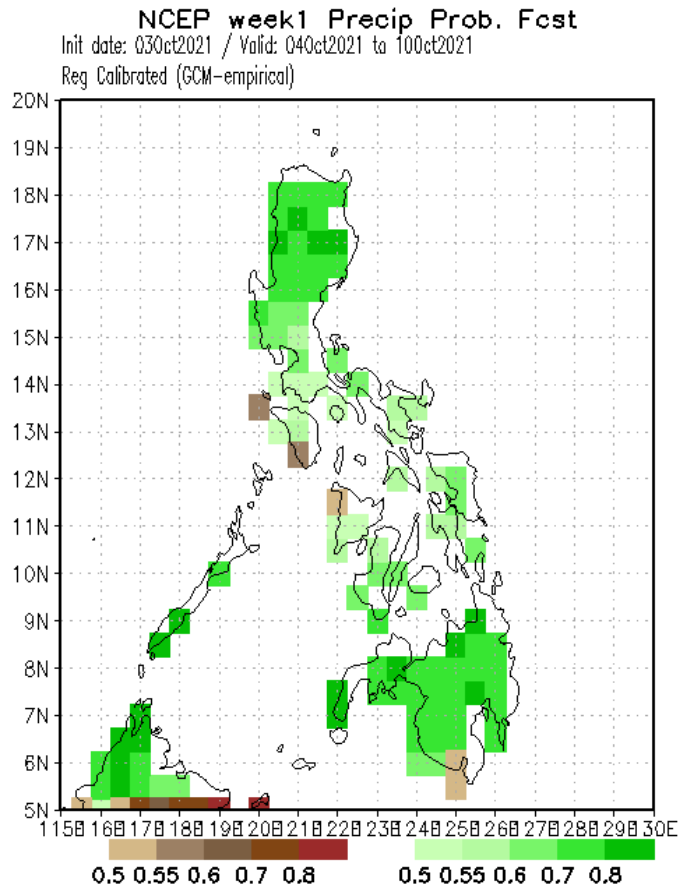 NCEP week1 Precip Prob. Fcst
Init date: 03Oct2021 / Valid: 04Oct2021 to 10Oct2021
Reg Calibrated (GCM-empirical)
20N
19N
18N
17N
16N
15N
14N
13N
12N
11N
10N
9N
8N
7N
6N
5N
115E 116E 117E 118E 119E 120E 121E 122E 123E 124E 125E 126E 127E 128E 129E 130E
0.5 0.55 0.6 0.7 0.8 0.5 0.55 0.6 0.7 0.8